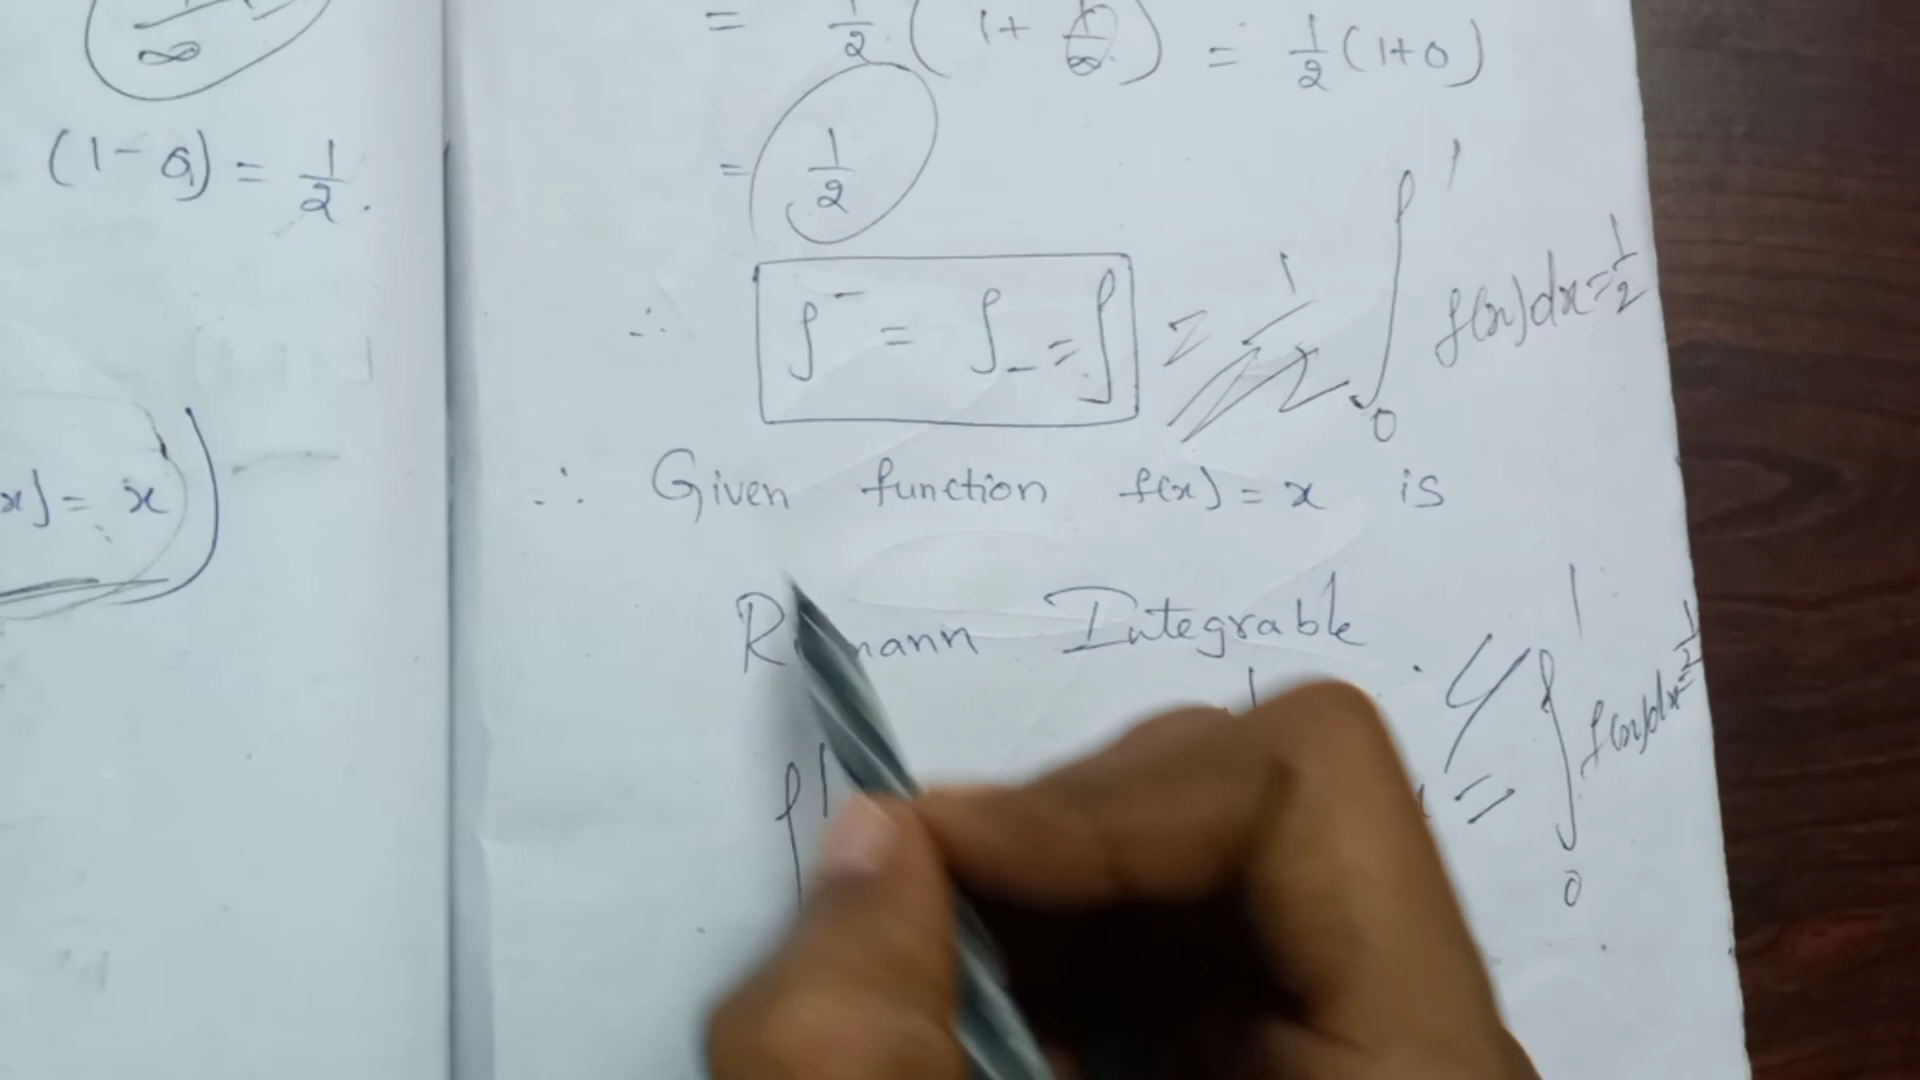 1/∞
(1 - 0) = 1/2.
x) = x
= 1/2 (1 + 1/∞) = 1/2 (1+0)
= 1/2
∴ ∫‾ = ∫_ = ∫ = ∫₀¹ f(x)dx = 1/2
∴ Given function f(x) = x is
Integrable
= ∫₀¹ f(x)dx = 1/2